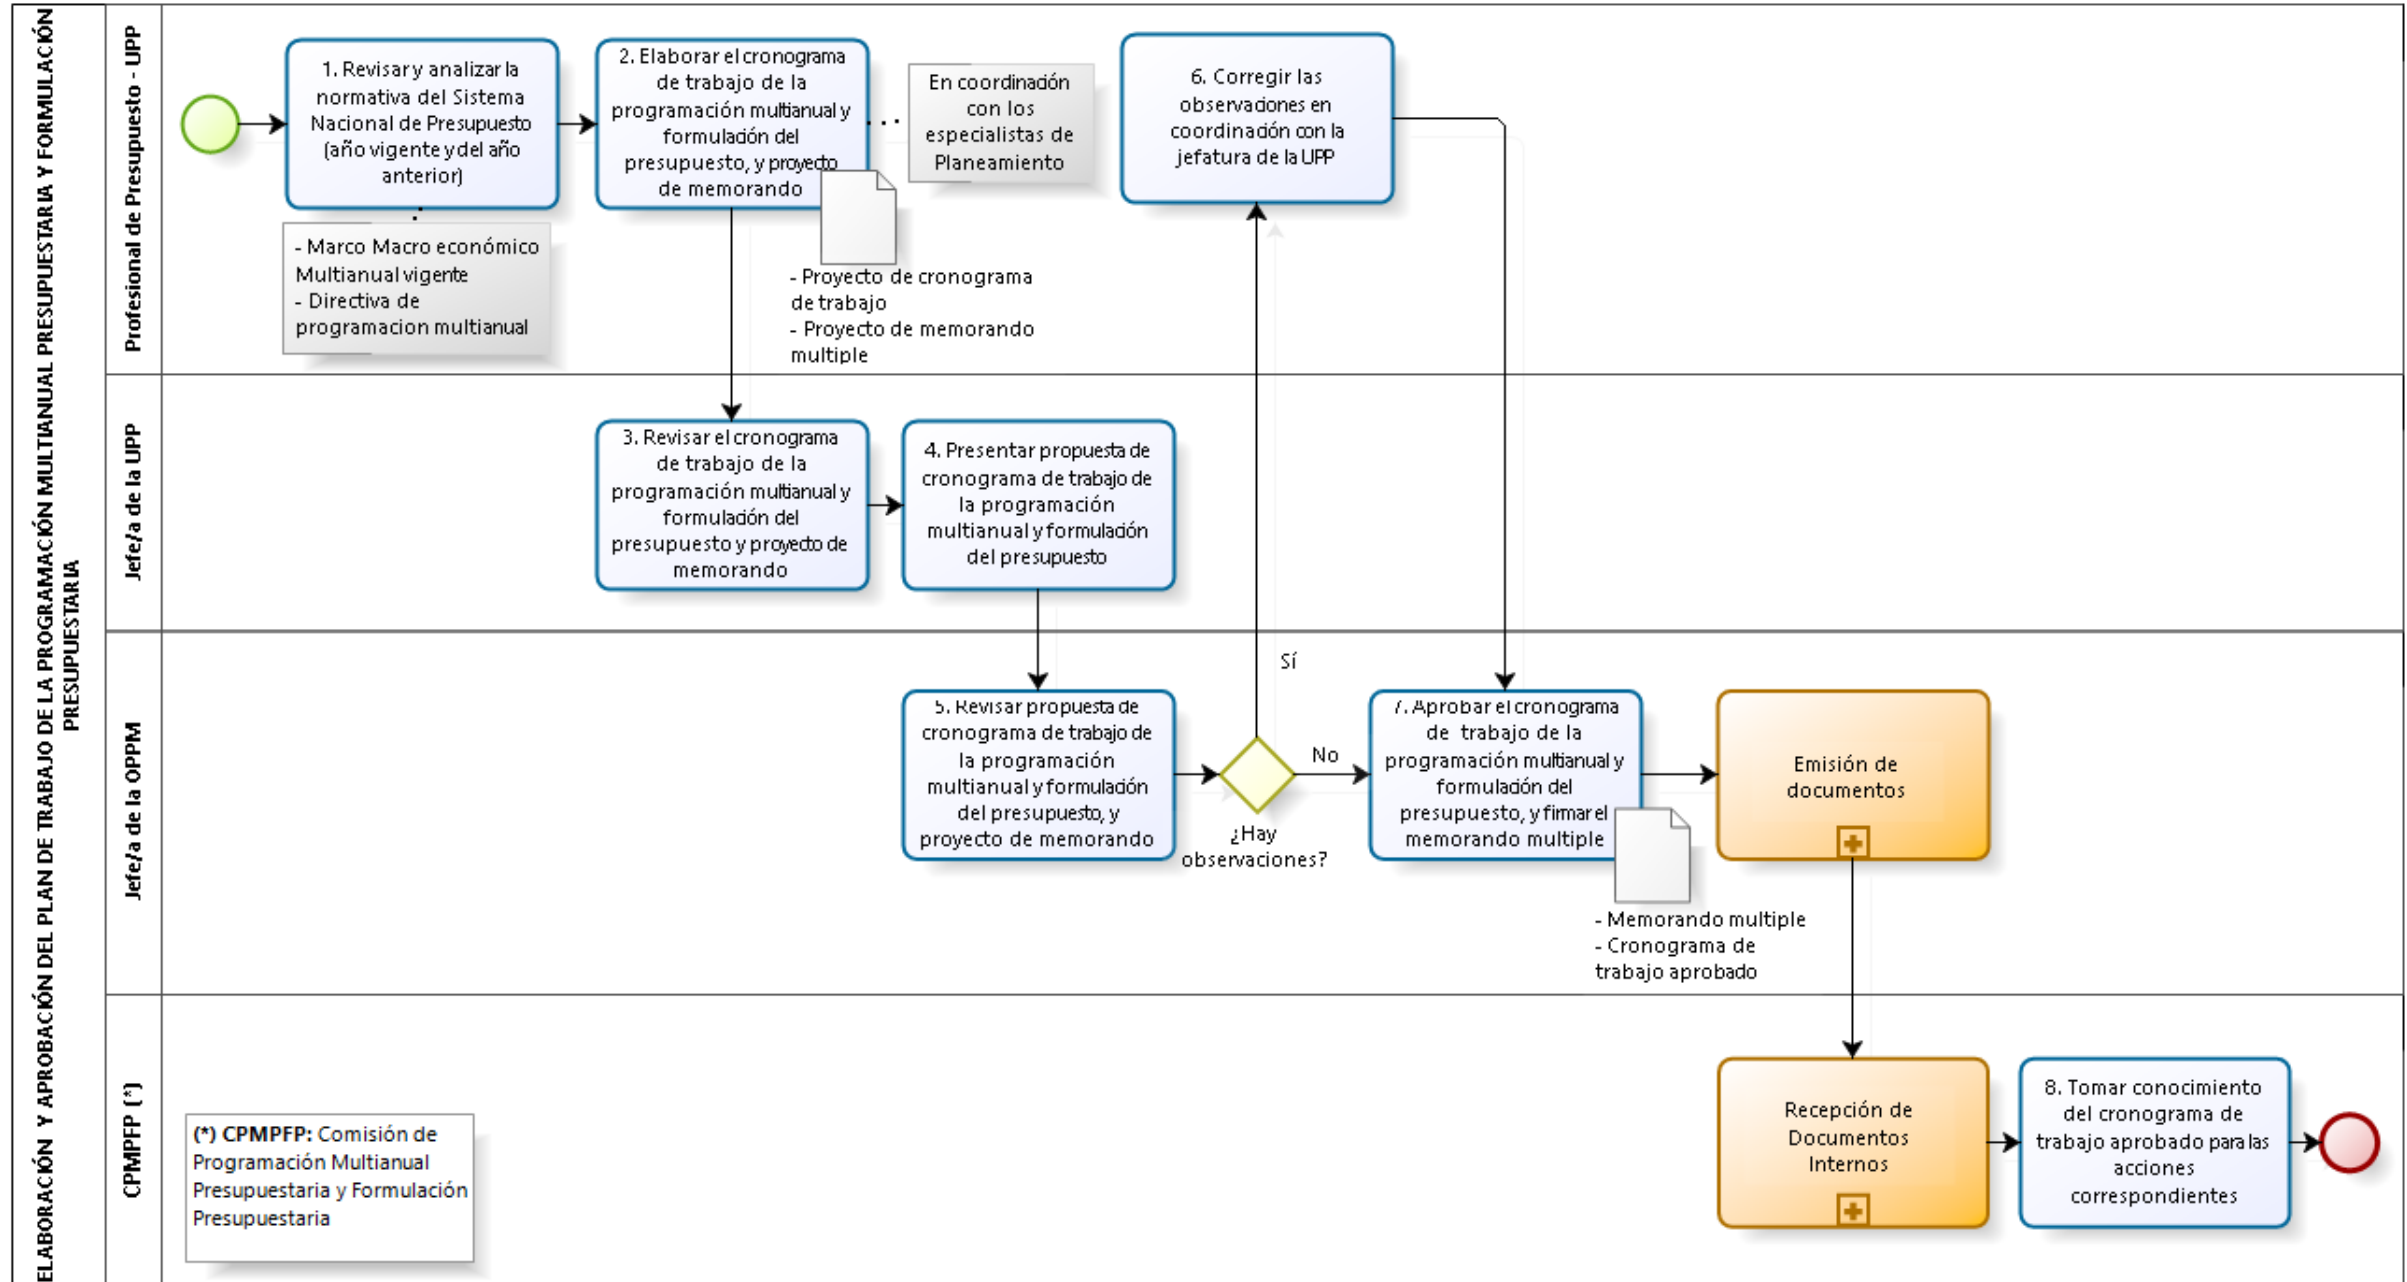 ELABORACIÓN Y APROBACIÓN DEL PLAN DE TRABAJO DE LA PROGRAMACIÓN MULTIANUAL PRESUPUESTARIA Y FORMULACIÓN
PRESUPUESTARIA
Profesional de Presupuesto - UPP
1. Revisar y analizar la
normativa del Sistema
Nacional de Presupuesto
(año vigente y del año
anterior)
- Marco Macro económico
Multianual vigente
- Directiva de
programacion multianual
2. Elaborar el cronograma
de trabajo de la
programación multianual y
formulación del
presupuesto, y proyecto
de memorando
En coordinación
con los
especialistas de
Planeamiento
- Proyecto de cronograma
de trabajo
- Proyecto de memorando
multiple
6. Corregir las
observaciones en
coordinación con la
jefatura de la UPP
Jefe/a de la UPP
3. Revisar el cronograma
de trabajo de la
programación multianual y
formulación del
presupuesto y proyecto de
memorando
4. Presentar propuesta de
cronograma de trabajo de
la programación
multianual y formulación
del presupuesto
Jefe/a de la OPPM
5. Revisar propuesta de
cronograma de trabajo de
la programación
multianual y formulación
del presupuesto, y
proyecto de memorando
¿Hay
observaciones?
Sí
No
7. Aprobar el cronograma
de trabajo de la
programación multianual y
formulación del
presupuesto, y firmar el
memorando multiple
- Memorando multiple
- Cronograma de
trabajo aprobado
Emisión de
documentos
CPMPFP (*)
(*) CPMPFP: Comisión de
Programación Multianual
Presupuestaria y Formulación
Presupuestaria
Recepción de
Documentos
Internos
8. Tomar conocimiento
del cronograma de
trabajo aprobado para las
acciones
correspondientes